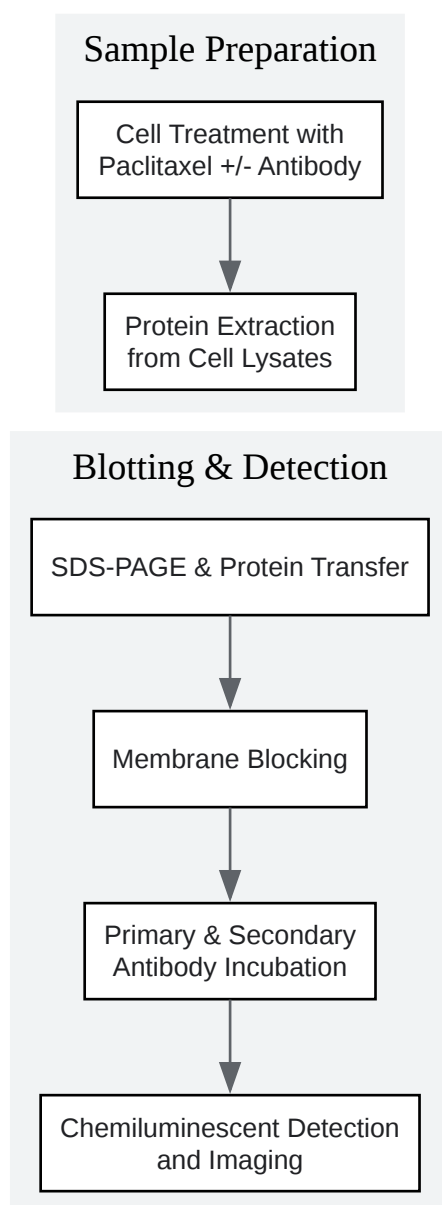 Sample Preparation
Cell Treatment with
Paclitaxel +/- Antibody
Protein Extraction
from Cell Lysates
Blotting & Detection
SDS-PAGE & Protein Transfer
Membrane Blocking
Primary & Secondary
Antibody Incubation
Chemiluminescent Detection
and Imaging